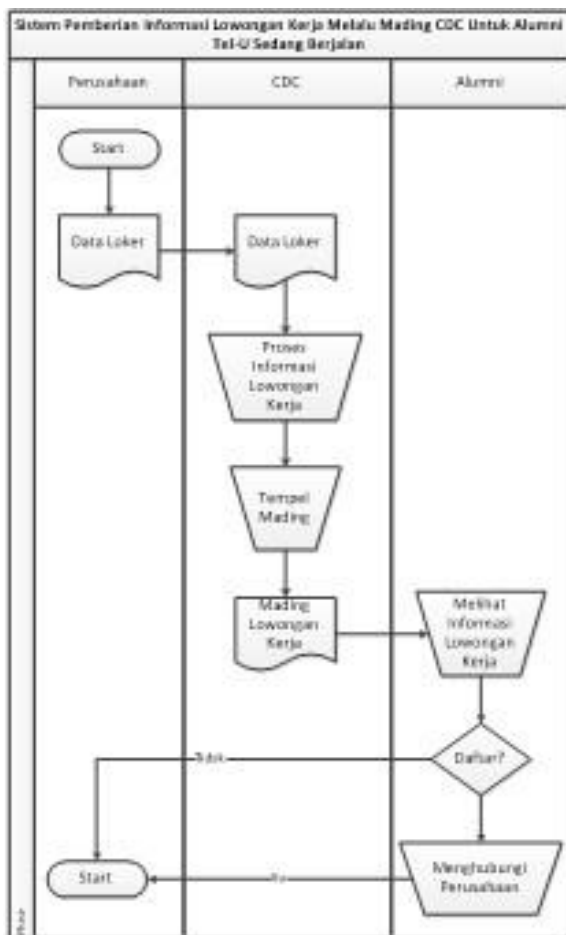 Sistem Pemberian Informasi Lowongan Kerja Melalu Mading CDC Untuk Alumni
Tel-U Sedang Berjalan
Perusahaan
CDC
Alumni
Start
Data Loker
Data Loker
Proses
Informasi
Lowongan
Kerja
Tempel
Mading
Mading
Lowongan
Kerja
Melihat
Informasi
Lowongan
Kerja
Daftar?
Tidak
Menghubungi
Perusahaan
Ya
Start
Phase